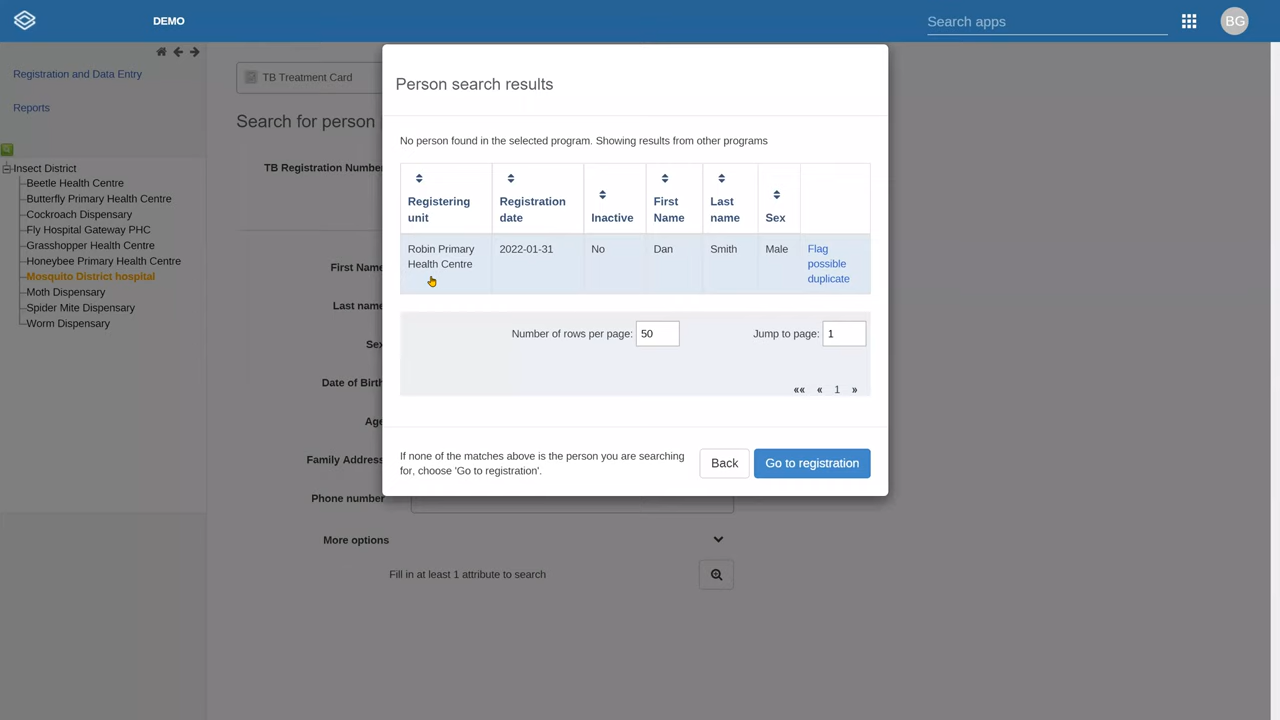 DEMO
Search apps
BG
Registration and Data Entry
Reports
Insect District
Beetle Health Centre
Butterfly Primary Health Centre
Cockroach Dispensary
Fly Hospital Gateway PHC
Grasshopper Health Centre
Honeybee Primary Health Centre
Mosquito District hospital
Moth Dispensary
Spider Mite Dispensary
Worm Dispensary
TB Treatment Card
Search for person
TB Registration Number
First Name
Last name
Sex
Date of Birth
Age
Family Address
Phone number
More options
Fill in at least 1 attribute to search
Person search results
No person found in the selected program. Showing results from other programs
Registering unit
Registration date
Inactive
First Name
Last name
Sex
Robin Primary Health Centre
2022-01-31
No
Dan
Smith
Male
Flag possible duplicate
Number of rows per page: 50
Jump to page: 1
«« « 1 »
If none of the matches above is the person you are searching
for, choose 'Go to registration'.
Back
Go to registration